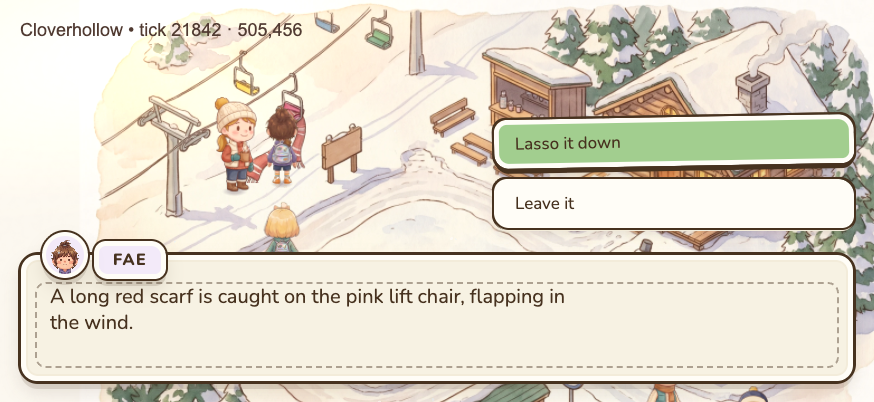 Cloverhollow • tick 21842 · 505,456
Lasso it down
Leave it
FAE
A long red scarf is caught on the pink lift chair, flapping in
the wind.